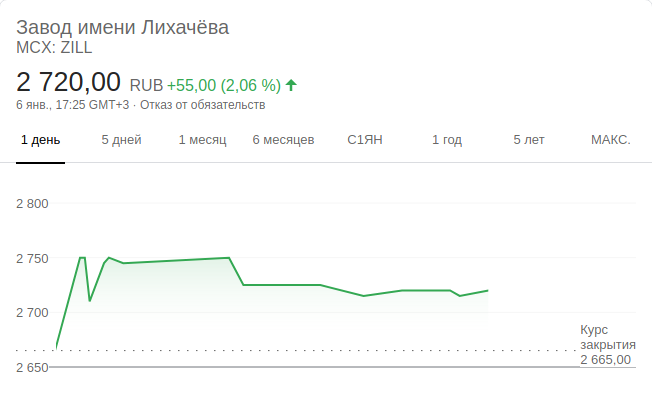 Завод имени Лихачёва
MCX: ZILL
2 720,00 RUB +55,00 (2,06 %)
6 янв., 17:25 GMT+3 · Отказ от обязательств
1 день 5 дней 1 месяц 6 месяцев С1ЯН 1 год 5 лет МАКС.
2 800
2 750
2 700
2 650
Курс
закрытия
2 665,00